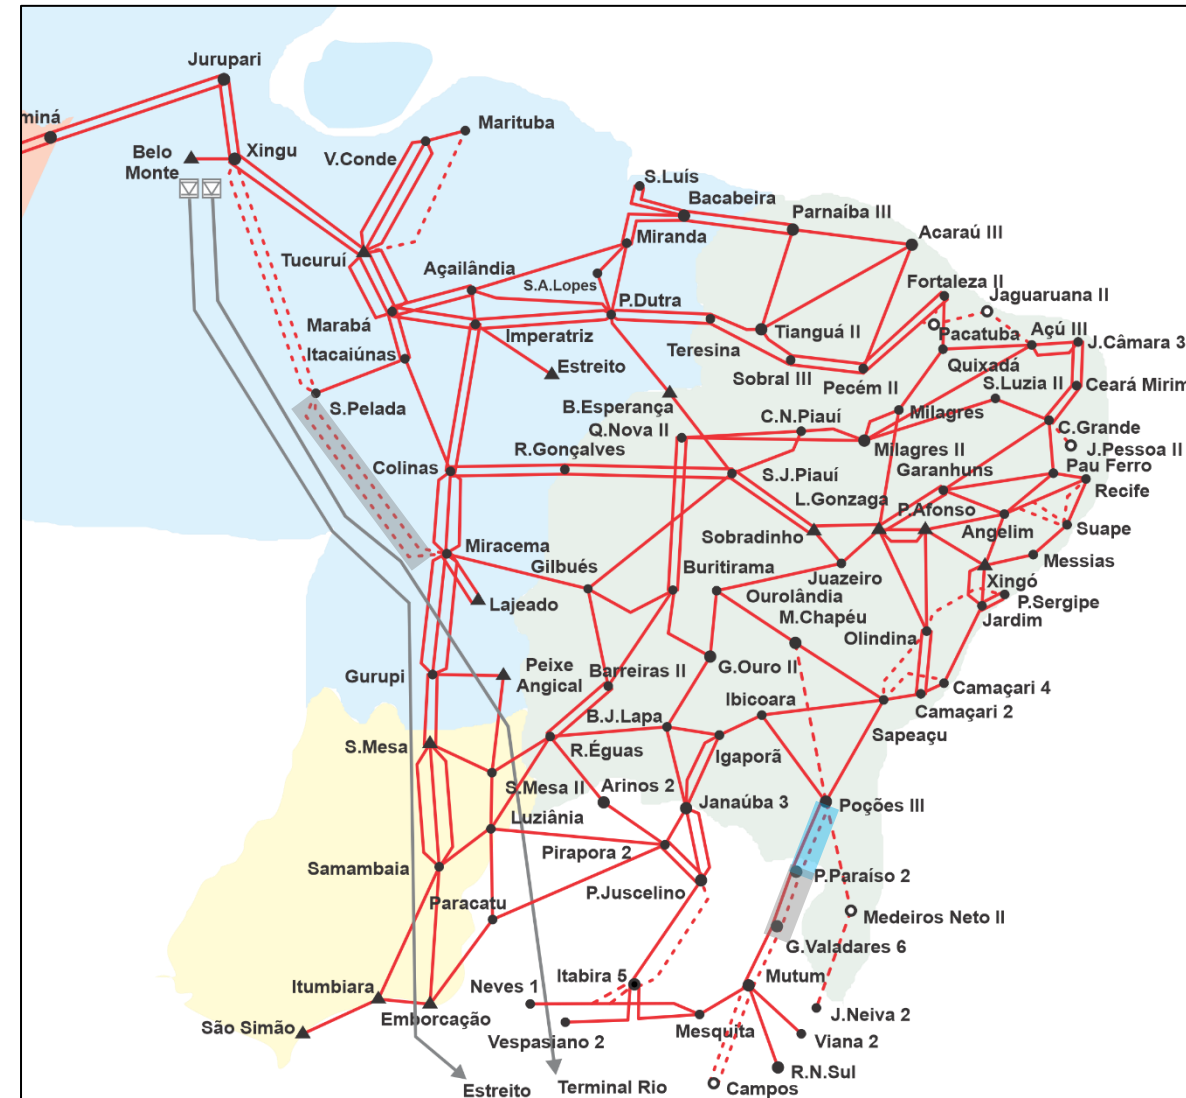 Jurupari
miná
Belo
Monte
Xingu
V.Conde
Marituba
S.Luís
Bacabeira
Parnaíba III
Miranda
Acaraú III
Tucuruí
Açailândia
S.A.Lopes
P.Dutra
Fortaleza II
Jaguaruana II
Marabá
Imperatriz
Tianguá II
Pacatuba
Açú III
J.Câmara 3
Itacaiúnas
Teresina
Quixadá
Estreito
Sobral III
Pecém II
S.Luzia II
Ceará Mirim
S.Pelada
B.Esperança
C.N.Piauí
Milagres
Q.Nova II
C.Grande
R.Gonçalves
Milagres II
J.Pessoa II
Colinas
S.J.Piauí
Garanhuns
Pau Ferro
L.Gonzaga
P.Afonso
Recife
Sobradinho
Angelim
Suape
Miracema
Gilbués
Buritirama
Juazeiro
Messias
Xingó
Lajeado
Ourolândia
P.Sergipe
M.Chapéu
Jardim
Olindina
Gurupi
Peixe
Angical
Barreiras II
G.Ouro II
Camaçari 4
Ibicoara
Camaçari 2
B.J.Lapa
Sapeaçu
S.Mesa
R.Éguas
Igaporã
S.Mesa II
Arinos 2
Janaúba 3
Poções III
Luziânia
Pirapora 2
Samambaia
P.Paraíso 2
P.Juscelino
Paracatu
Medeiros Neto II
G.Valadares 6
Itabira 5
Mutum
Itumbiara
Neves 1
J.Neiva 2
São Simão
Emborcação
Vespasiano 2
Mesquita
Viana 2
R.N.Sul
Estreito
Terminal Rio
Campos